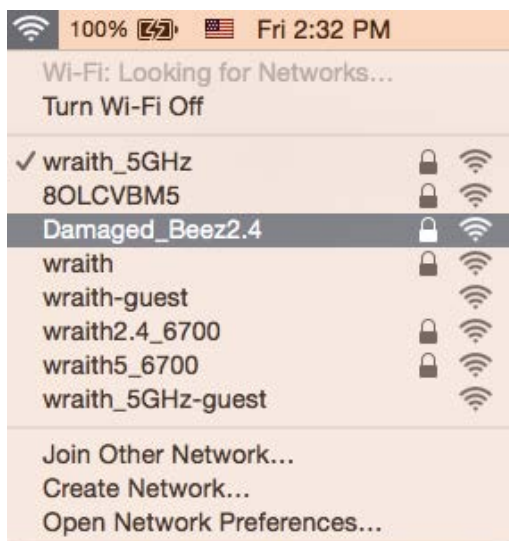 100% Fri 2:32 PM
Wi-Fi: Looking for Networks...
Turn Wi-Fi Off
wraith_5GHz
8OLCVBM5
Damaged_Beez2.4
wraith
wraith-guest
wraith2.4_6700
wraith5_6700
wraith_5GHz-guest
Join Other Network...
Create Network...
Open Network Preferences...